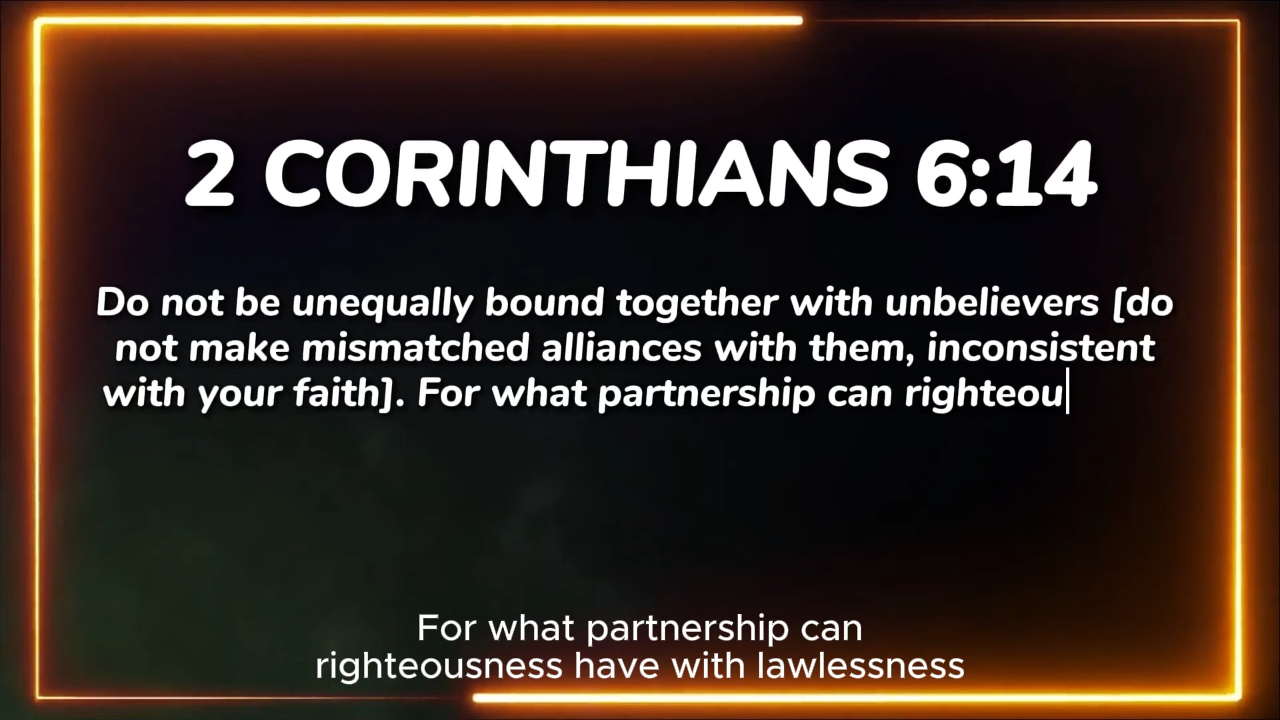 2 CORINTHIANS 6:14
Do not be unequally bound together with unbelievers [do
not make mismatched alliances with them, inconsistent
with your faith]. For what partnership can righteou
For what partnership can
righteousness have with lawlessness